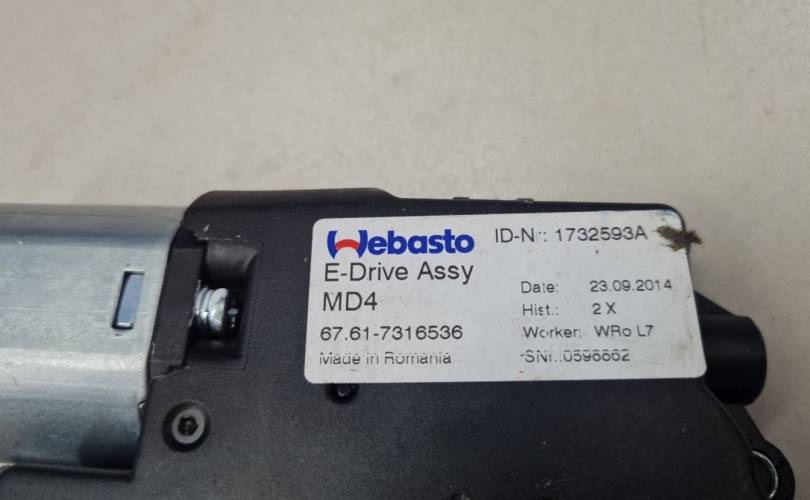 Webasto
E-Drive Assy
MD4
67.61-7316536
Made in Romania
ID-Nr.: 1732593A
Date: 23.09.2014
Hist.: 2 X
Worker: WRo L7
SNr.:0596662